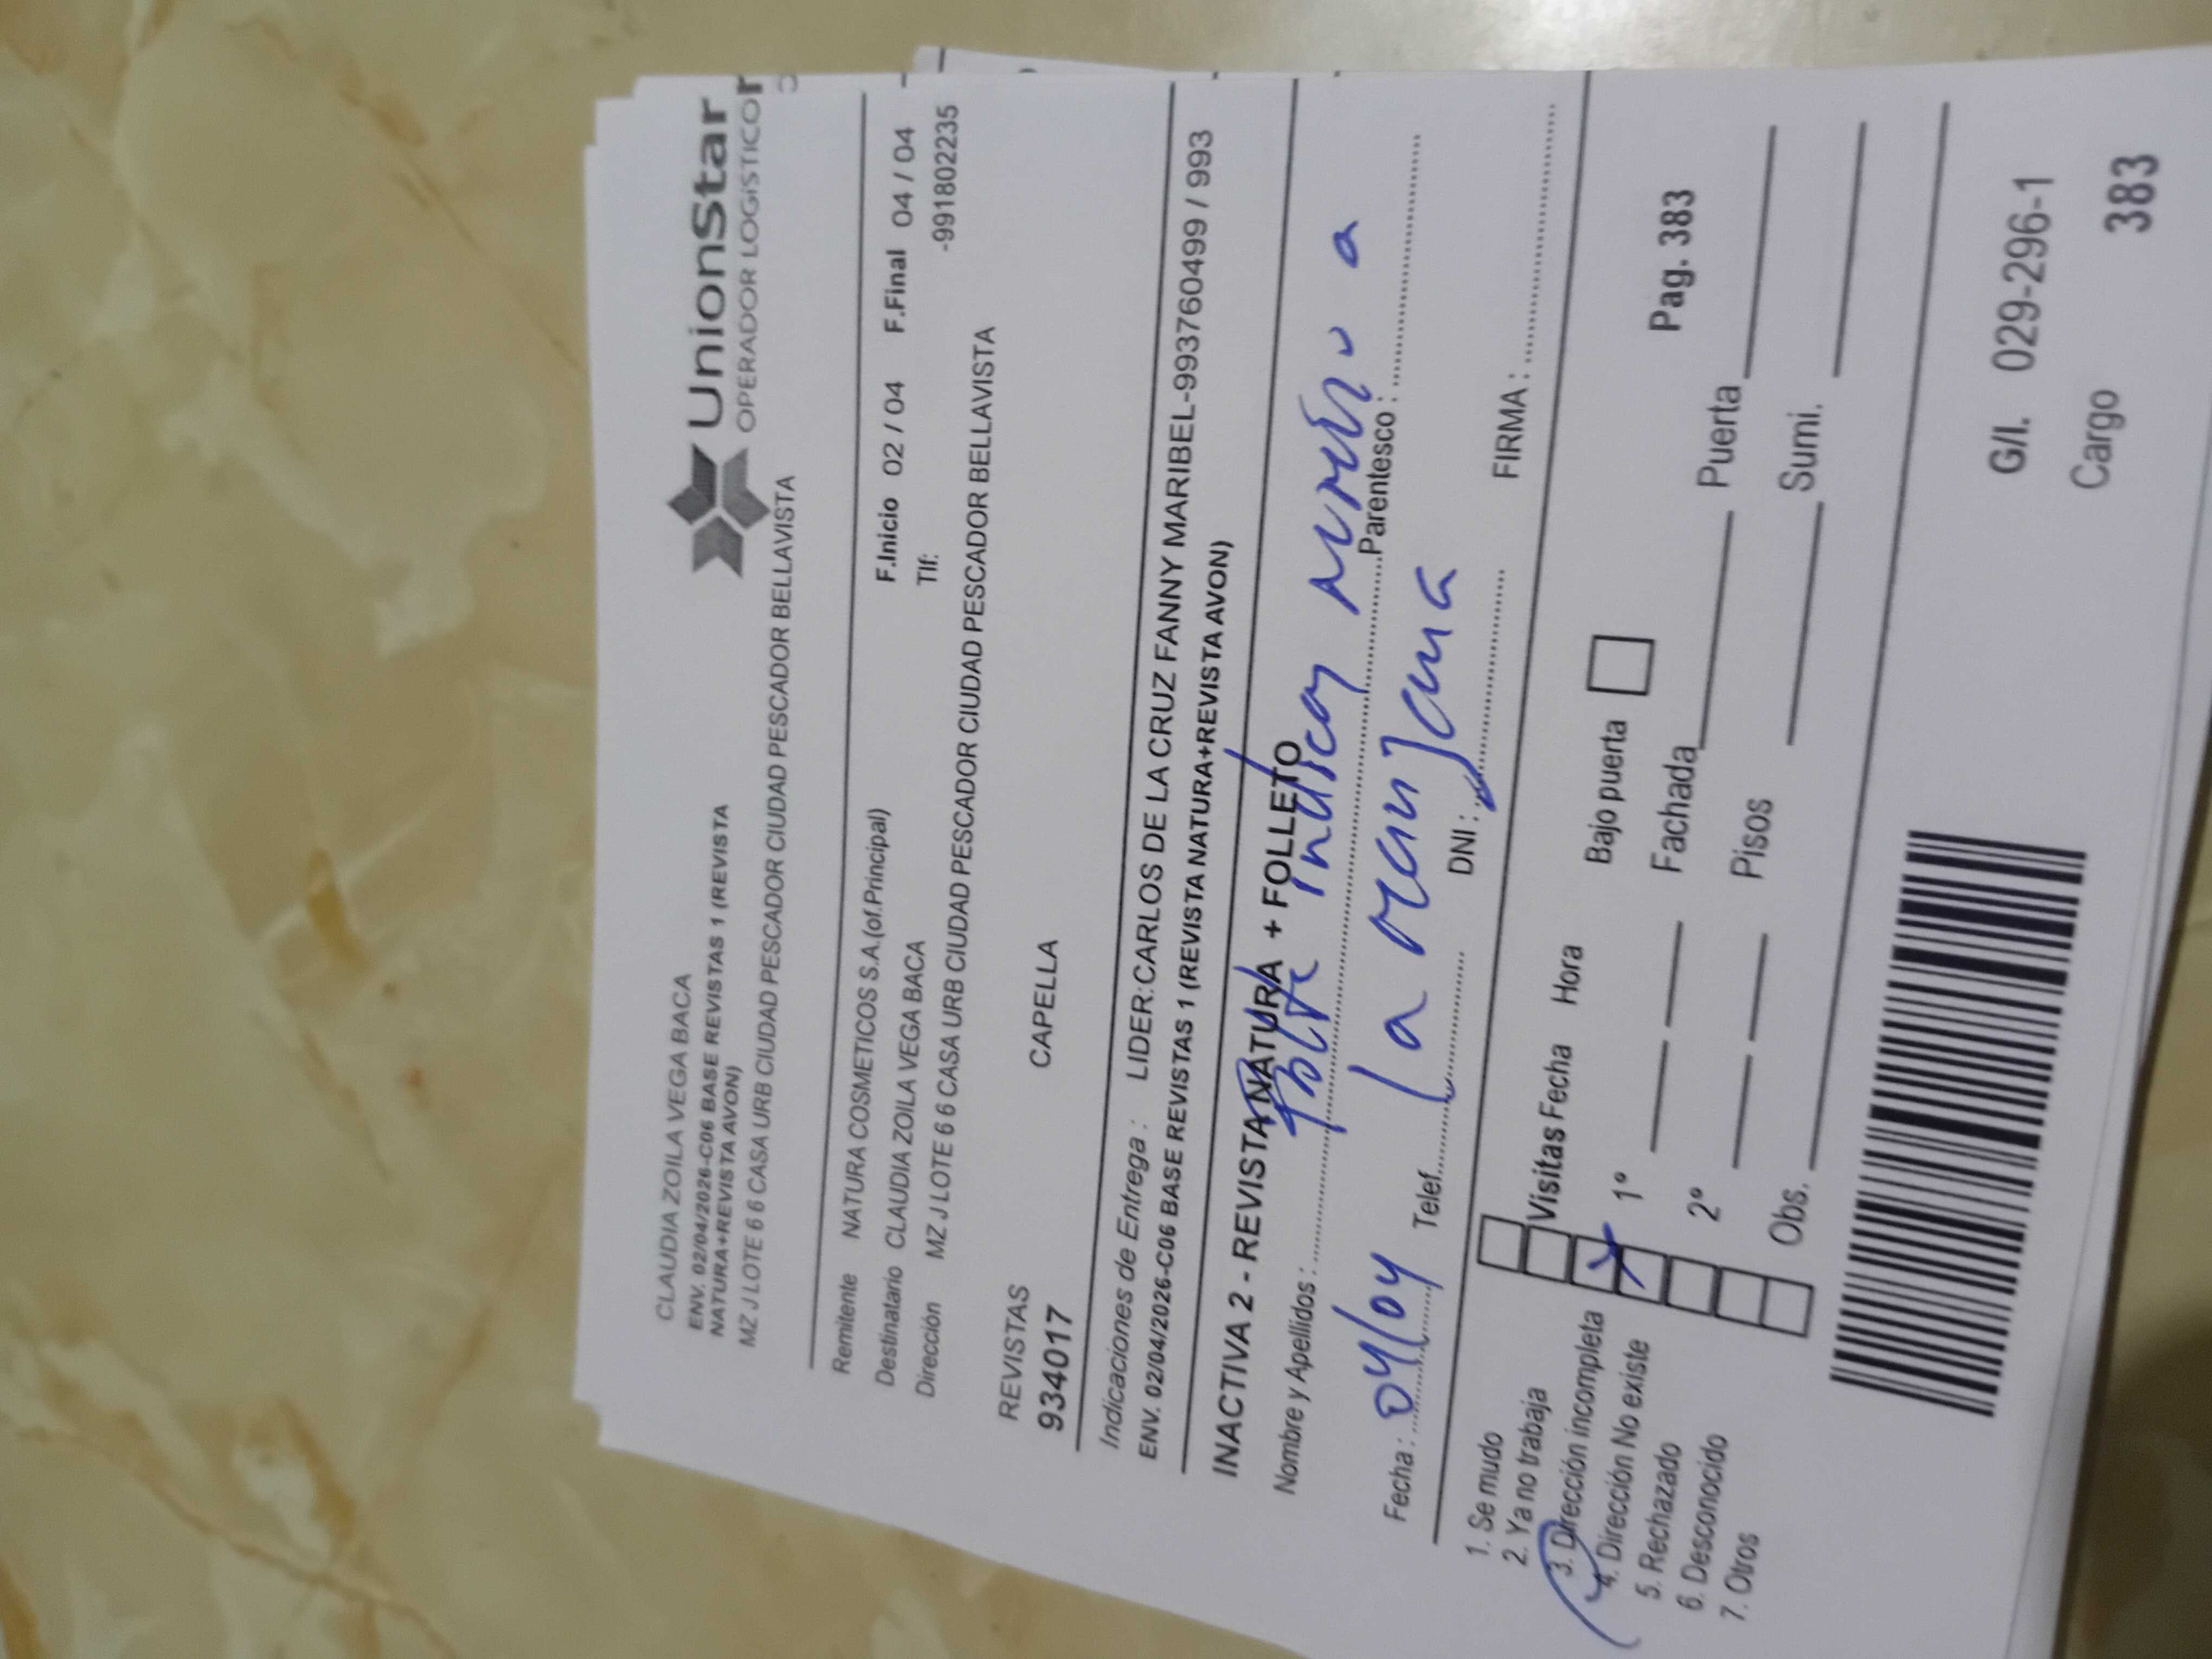 CLAUDIA ZOILA VEGA BACA
ENV. 02/04/2026-C06 BASE REVISTAS 1 (REVISTA
NATURA+REVISTA AVON)
MZ J LOTE 6 6 CASA URB CIUDAD PESCADOR CIUDAD PESCADOR BELLAVISTA
UnionStar
OPERADOR LOGíSTICO
Remitente NATURA COSMETICOS S.A.(of.Principal)
F.Inicio 02 / 04 F.Final 04 / 04
Destinatario CLAUDIA ZOILA VEGA BACA Tlf: -991802235
Dirección MZ J LOTE 6 6 CASA URB CIUDAD PESCADOR CIUDAD PESCADOR BELLAVISTA
REVISTAS
934017 CAPELLA
Indicaciones de Entrega : LIDER:CARLOS DE LA CRUZ FANNY MARIBEL-993760499 / 993
ENV. 02/04/2026-C06 BASE REVISTAS 1 (REVISTA NATURA+REVISTA AVON)
INACTIVA 2 - REVISTA NATURA + FOLLETO
Nombre y Apellidos : indicar Parentesco :
Fecha : 04/04 Telef. la manzana DNI : FIRMA :
1. Se mudo
2. Ya no trabaja
3. Dirección incompleta
4. Dirección No existe
5. Rechazado
6. Desconocido
7. Otros
Visitas Fecha Hora Bajo puerta
1º Fachada Puerta Pag. 383
2º Pisos Sumi.
Obs.
G/I. 029-296-1
Cargo 383